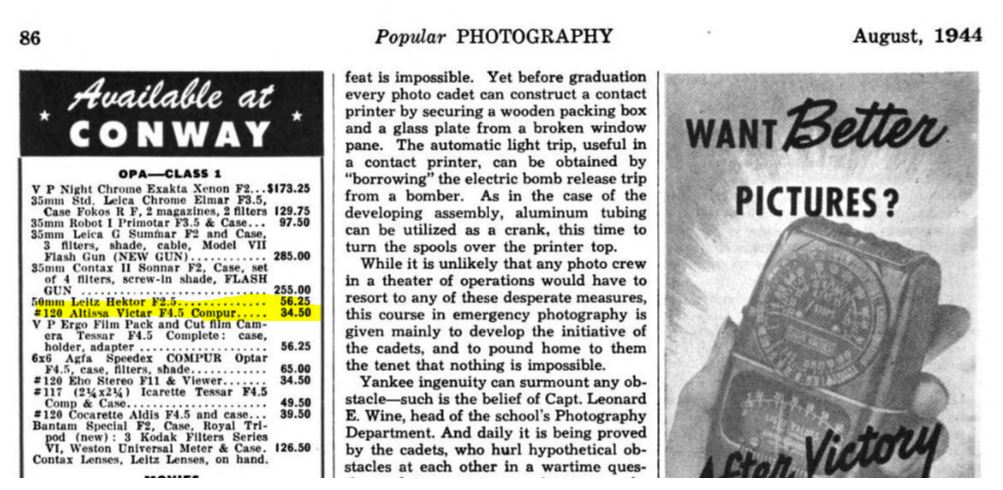 86
Popular PHOTOGRAPHY
August, 1944
Available at
CONWAY
OPA—CLASS 1
V P Night Chrome Exakta Xenon F2...$173.25
35mm Std. Leica Chrome Elmar F3.5,
Case Fokos R F, 2 magazines, 2 filters 129.75
35mm Robot I Primotar F3.5 & Case... 97.50
35mm Leica G Summar F2 and Case,
3 filters, shade, cable, Model VII
Flash Gun (NEW GUN)............ 285.00
35mm Contax II Sonnar F2, Case, set
of 4 filters, screw-in shade, FLASH
GUN ........................ 255.00
50mm Leitz Hektor F2.5............. 56.25
#120 Altissa Victar F4.5 Compur..... 34.50
V P Ergo Film Pack and Cut film Cam-
era Tessar F4.5 Complete: case,
holder, adapter .................. 56.25
6x6 Agfa Speedex COMPUR Optar
F4.5, case, filters, shade............ 65.00
#120 Eho Stereo F11 & Viewer....... 34.50
#117 (2¼x2¼) Icarette Tessar F4.5
Comp & Case..................... 49.50
#120 Cocarette Aldis F4.5 and case... 39.50
Bantam Special F2, Case, Royal Tri-
pod (new): 3 Kodak Filters Series
VI, Weston Universal Meter & Case. 126.50
Contax Lenses, Leitz Lenses, on hand.
MOVIES
feat is impossible. Yet before graduation
every photo cadet can construct a contact
printer by securing a wooden packing box
and a glass plate from a broken window
pane. The automatic light trip, useful in
a contact printer, can be obtained by
"borrowing" the electric bomb release trip
from a bomber. As in the case of the
developing assembly, aluminum tubing
can be utilized as a crank, this time to
turn the spools over the printer top.
While it is unlikely that any photo crew
in a theater of operations would have to
resort to any of these desperate measures,
this course in emergency photography is
given mainly to develop the initiative of
the cadets, and to pound home to them
the tenet that nothing is impossible.
Yankee ingenuity can surmount any ob-
stacle—such is the belief of Capt. Leonard
E. Wine, head of the school's Photography
Department. And daily it is being proved
by the cadets, who hurl hypothetical ob-
stacles at each other in a wartime ques-
WANT Better
PICTURES?
After Victory